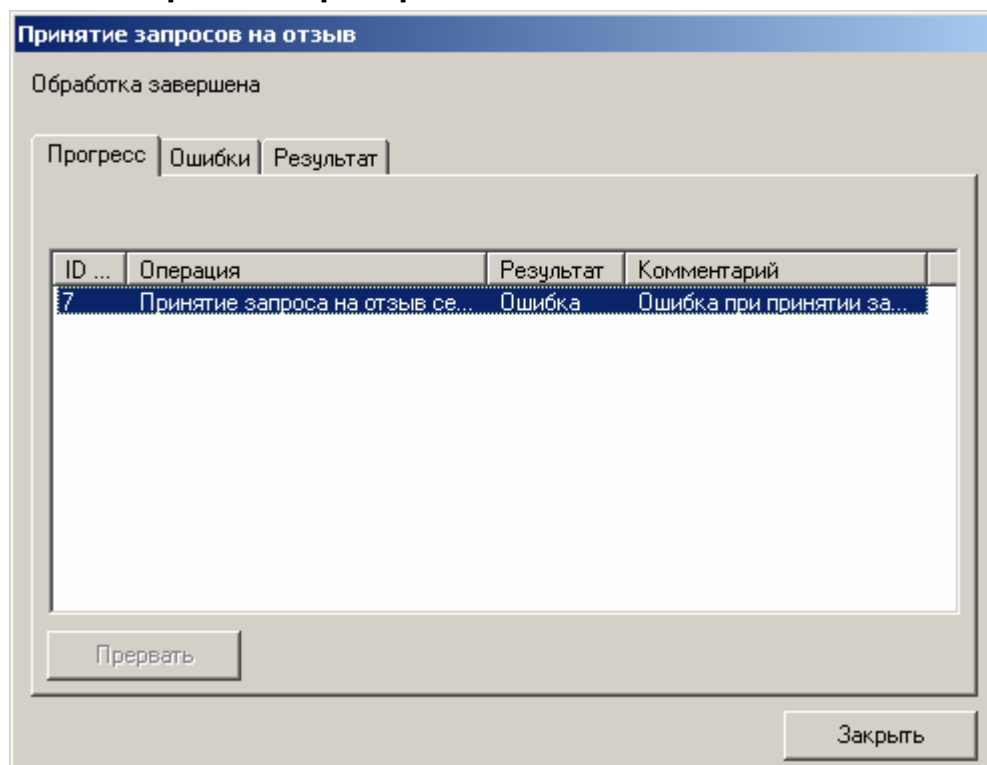 Принятие запросов на отзыв
Обработка завершена
Прогресс Ошибки Результат
ID ... Операция Результат Комментарий
7 Принятие запроса на отзыв се... Ошибка Ошибка при принятии за...
Прервать
Закрыть